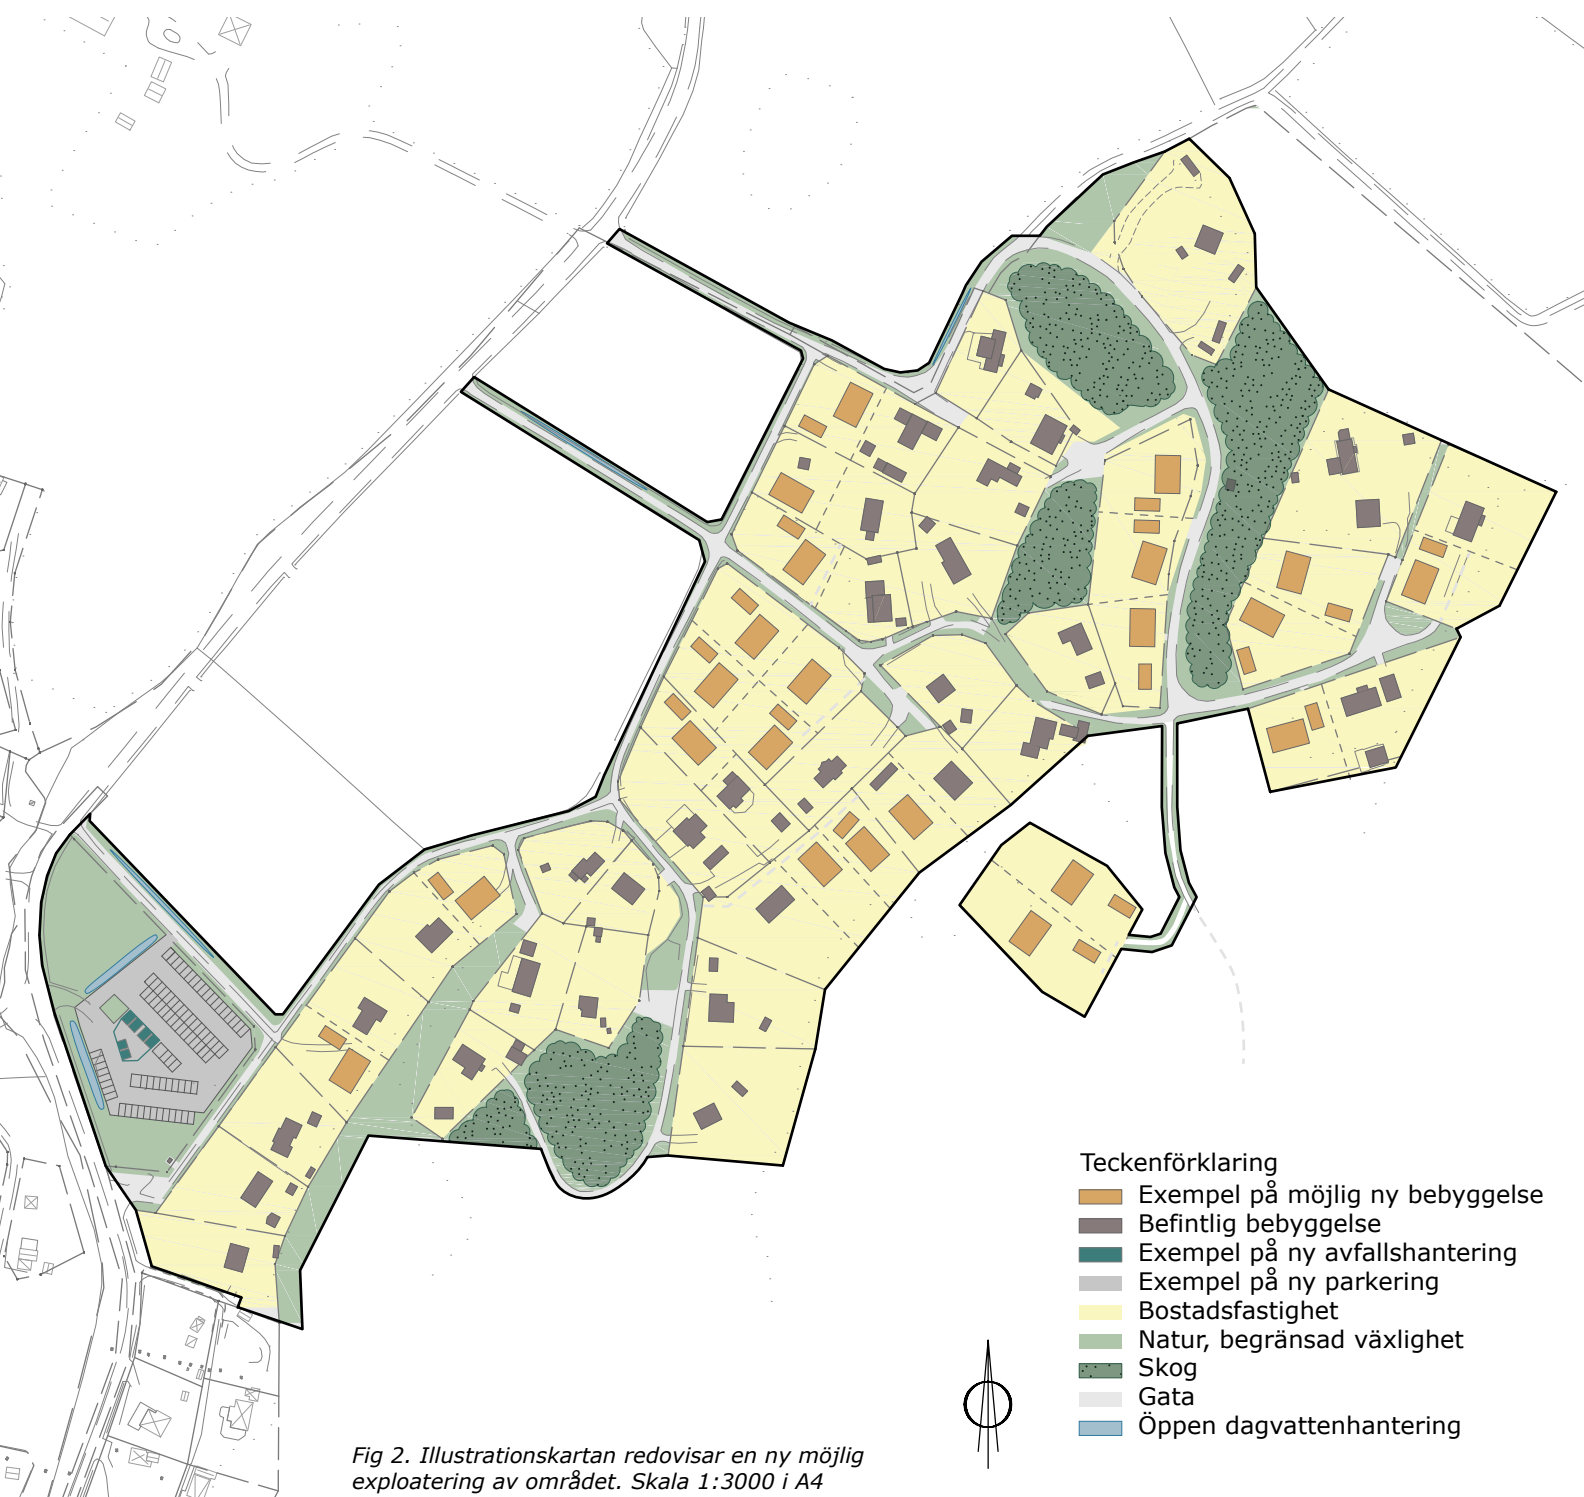 Teckenförklaring
Exempel på möjlig ny bebyggelse
Befintlig bebyggelse
Exempel på ny avfallshantering
Exempel på ny parkering
Bostadsfastighet
Natur, begränsad växlighet
Skog
Gata
Öppen dagvattenhantering
Fig 2. Illustrationskartan redovisar en ny möjlig
exploatering av området. Skala 1:3000 i A4